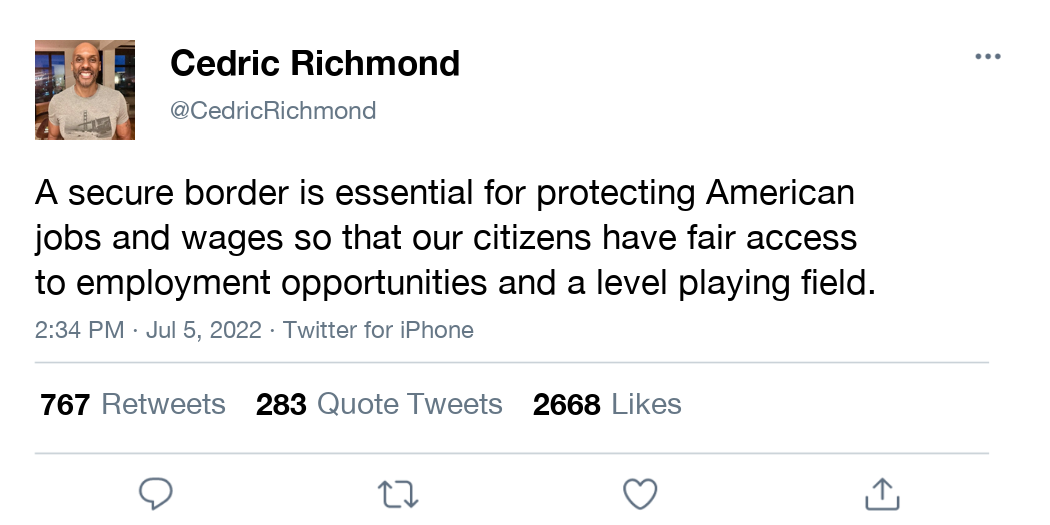 Cedric Richmond
@CedricRichmond
A secure border is essential for protecting American
jobs and wages so that our citizens have fair access
to employment opportunities and a level playing field.
2:34 PM · Jul 5, 2022 · Twitter for iPhone
767 Retweets 283 Quote Tweets 2668 Likes